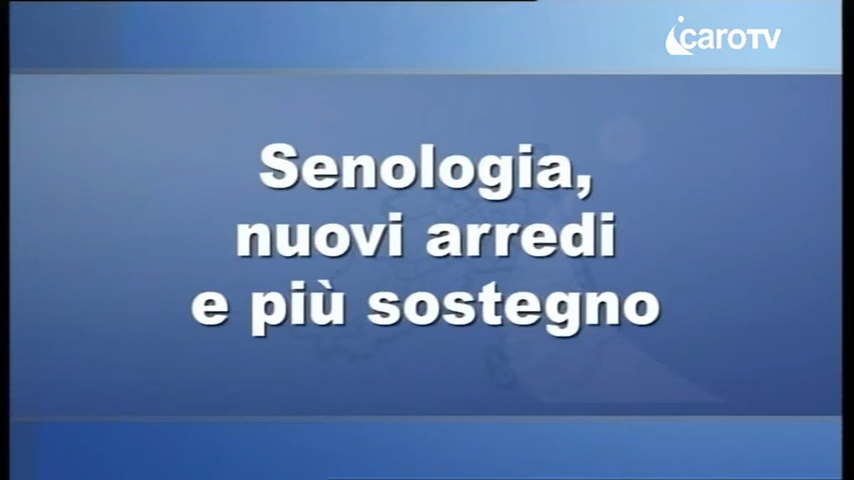 icaroTV
Senologia,
nuovi arredi
e più sostegno